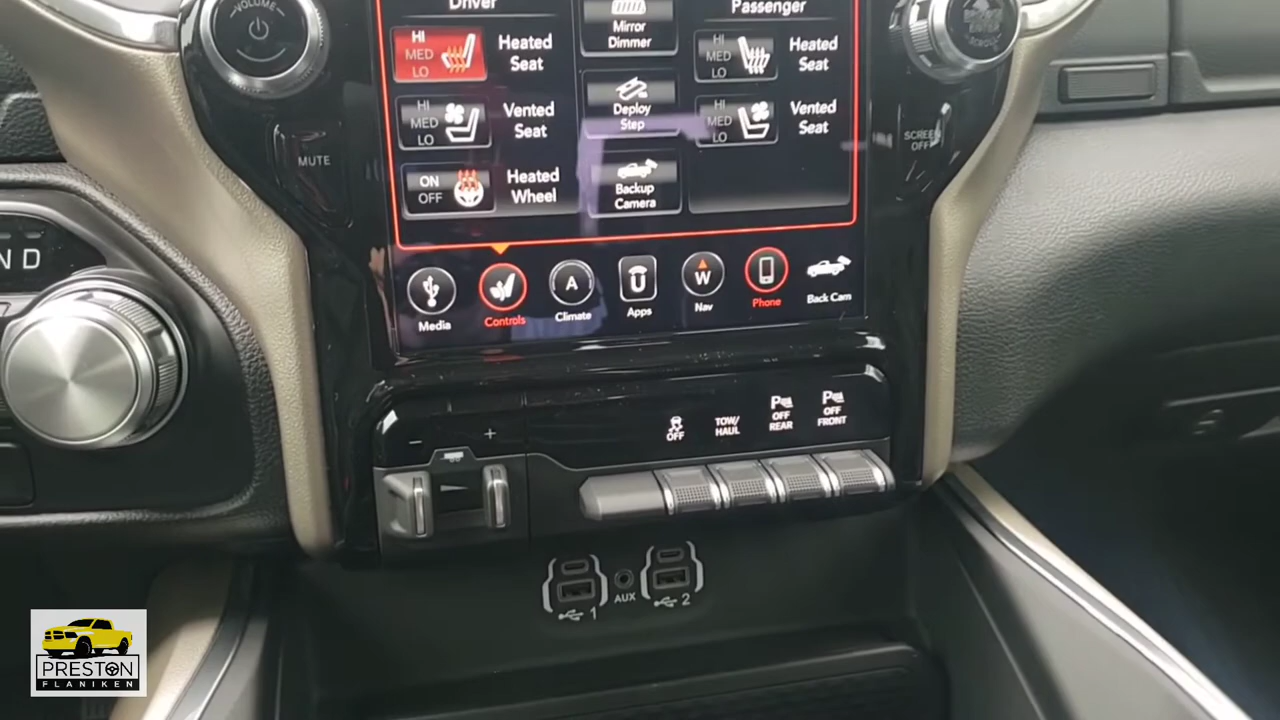 VOLUME
Driver
Passenger
HI
MED
LO
Heated
Seat
Mirror
Dimmer
HI
MED
LO
Heated
Seat
HI
MED
LO
Vented
Seat
Deploy
Step
HI
MED
LO
Vented
Seat
MUTE
SCREEN
OFF
ON
OFF
Heated
Wheel
Backup
Camera
N D
Media
Controls
A
Climate
U
Apps
W
Nav
Phone
Back Cam
− +
OFF
TOW/
HAUL
P
OFF
REAR
P
OFF
FRONT
1
AUX
2
PRESTON
FLANIKEN